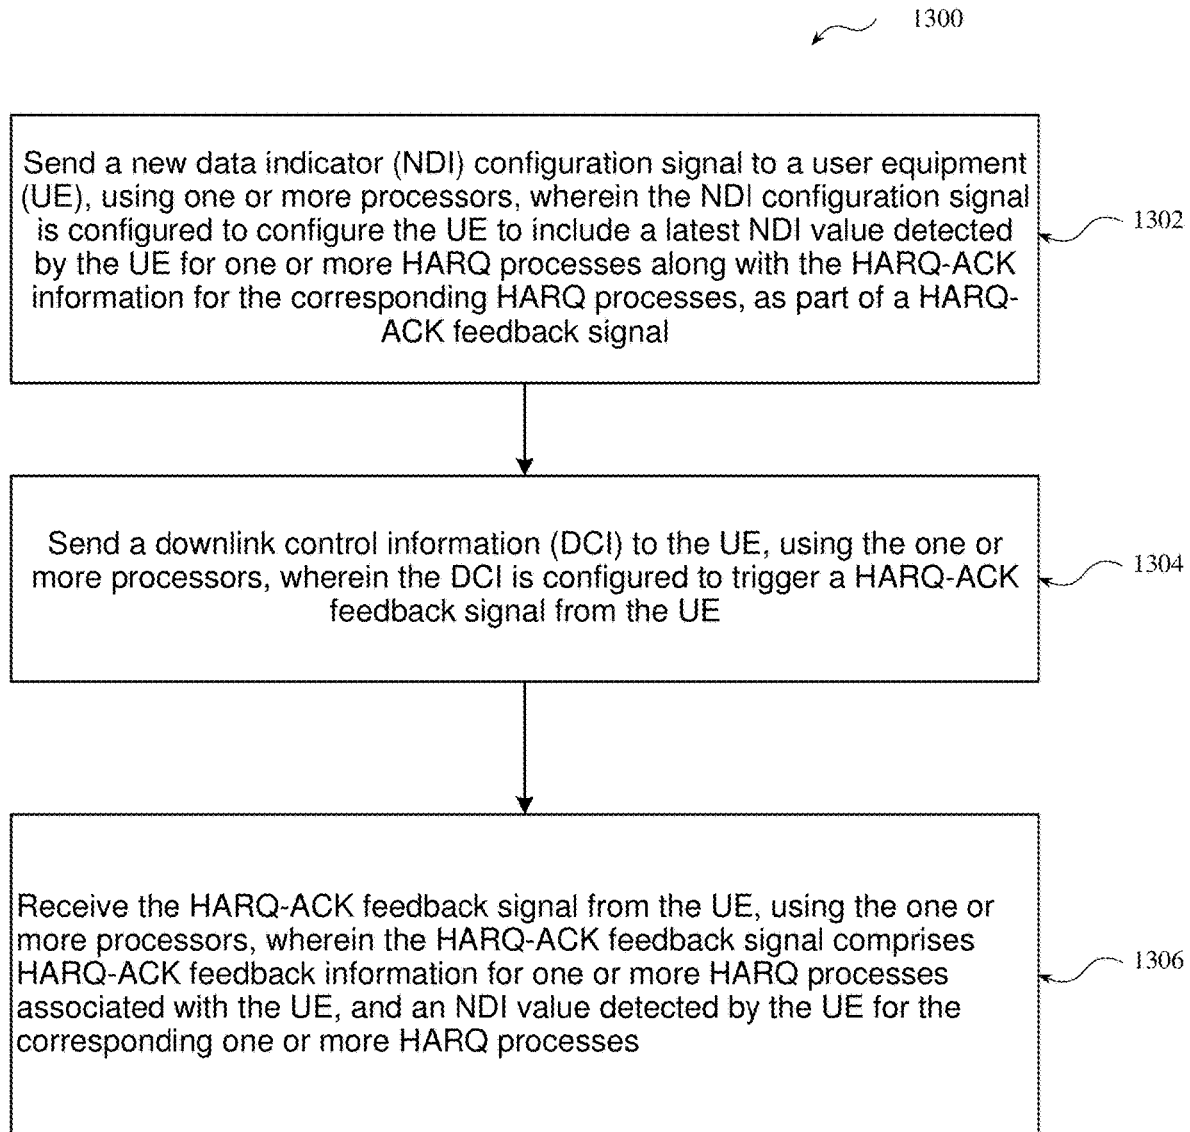 1300
Send a new data indicator (NDI) configuration signal to a user equipment
(UE), using one or more processors, wherein the NDI configuration signal
is configured to configure the UE to include a latest NDI value detected
by the UE for one or more HARQ processes along with the HARQ-ACK
information for the corresponding HARQ processes, as part of a HARQ-
ACK feedback signal
1302
Send a downlink control information (DCI) to the UE, using the one or
more processors, wherein the DCI is configured to trigger a HARQ-ACK
feedback signal from the UE
1304
Receive the HARQ-ACK feedback signal from the UE, using the one or
more processors, wherein the HARQ-ACK feedback signal comprises
HARQ-ACK feedback information for one or more HARQ processes
associated with the UE, and an NDI value detected by the UE for the
corresponding one or more HARQ processes
1306